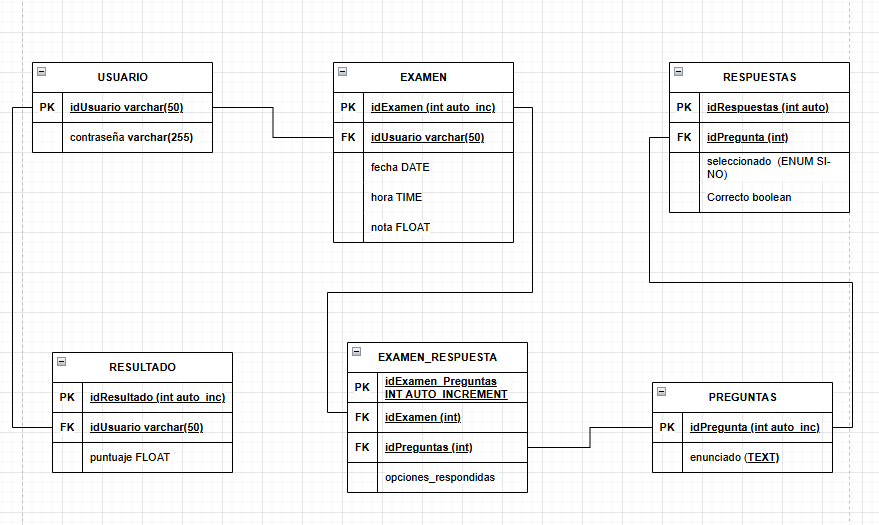 USUARIO
PK idUsuario varchar(50)
contraseña varchar(255)
EXAMEN
PK idExamen (int auto_inc)
FK idUsuario varchar(50)
fecha DATE
hora TIME
nota FLOAT
RESPUESTAS
PK idRespuestas (int auto)
FK idPregunta (int)
seleccionado (ENUM SI-
NO)
Correcto boolean
RESULTADO
PK idResultado (int auto_inc)
FK idUsuario varchar(50)
puntuaje FLOAT
EXAMEN_RESPUESTA
PK idExamen_Preguntas
INT AUTO_INCREMENT
FK idExamen (int)
FK idPreguntas (int)
opciones_respondidas
PREGUNTAS
PK idPregunta (int auto_inc)
enunciado (TEXT)